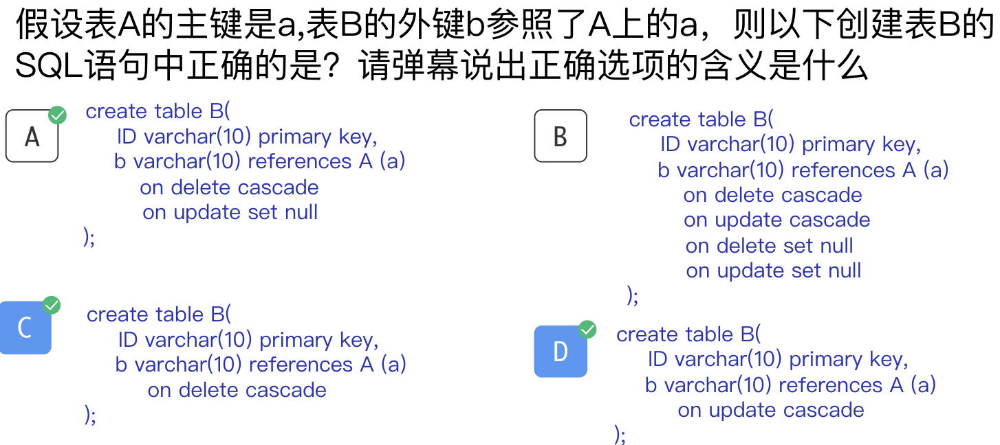 假设表A的主键是a,表B的外键b参照了A上的a，则以下创建表B的
SQL语句中正确的是？请弹幕说出正确选项的含义是什么
A
create table B(
ID varchar(10) primary key,
b varchar(10) references A (a)
on delete cascade
on update set null
);
B
create table B(
ID varchar(10) primary key,
b varchar(10) references A (a)
on delete cascade
on update cascade
on delete set null
on update set null
);
C
create table B(
ID varchar(10) primary key,
b varchar(10) references A (a)
on delete cascade
);
D
create table B(
ID varchar(10) primary key,
b varchar(10) references A (a)
on update cascade
);